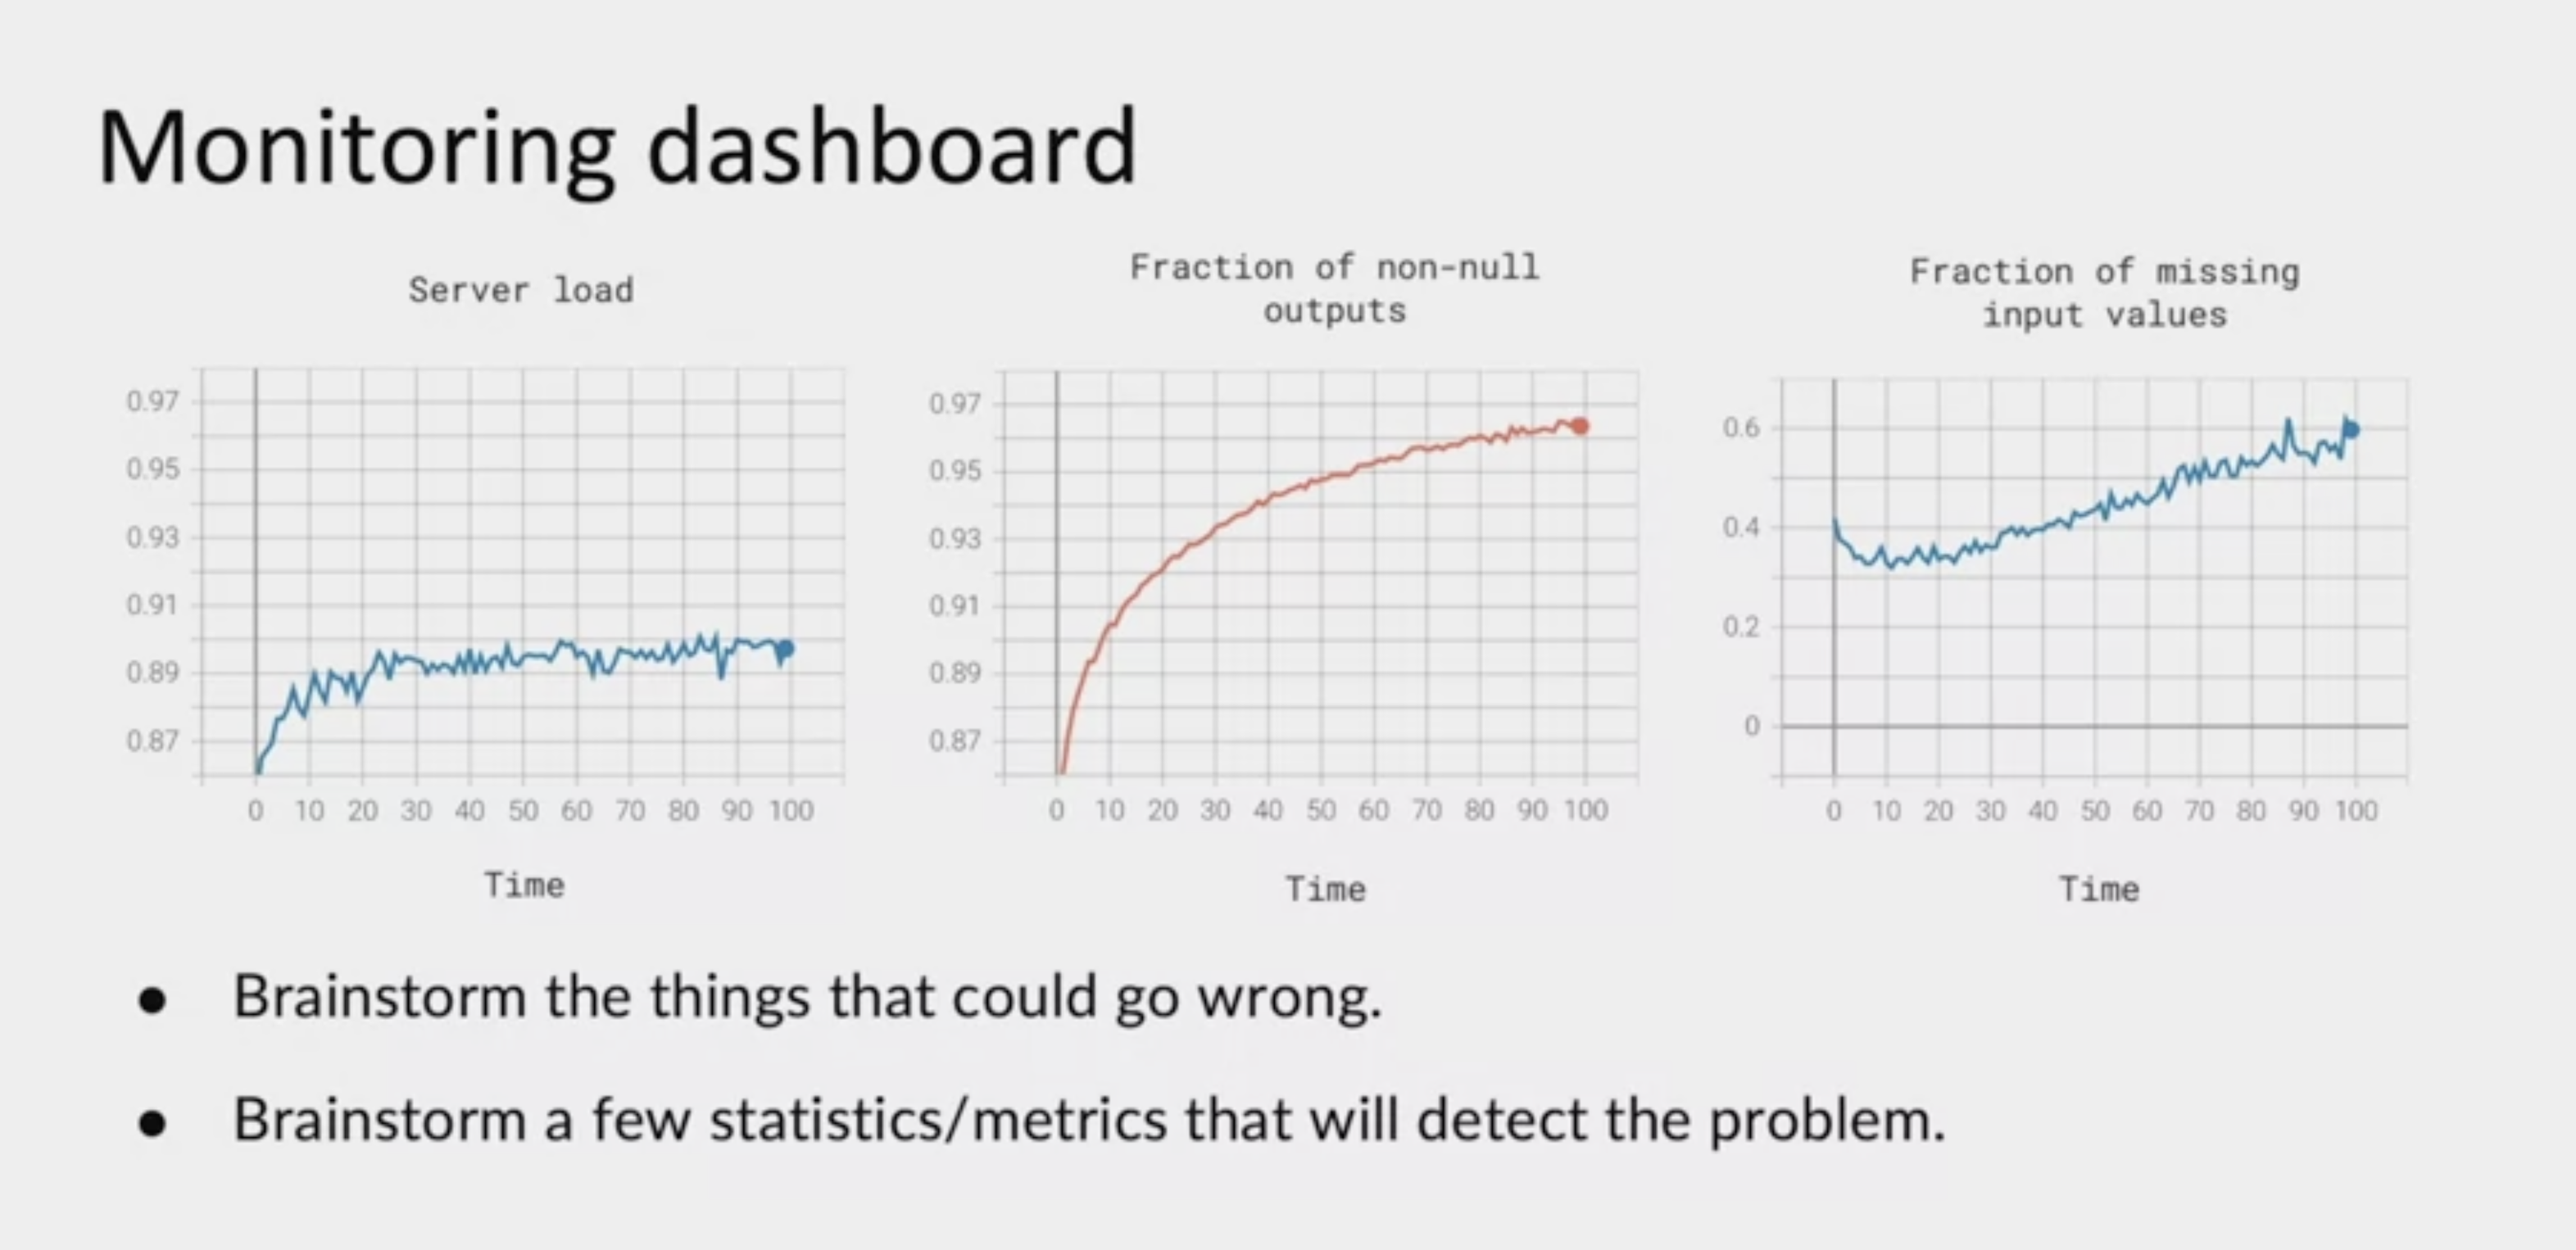 Monitoring dashboard
Server load
Fraction of non-null
outputs
Fraction of missing
input values
0.97
0.95
0.93
0.91
0.89
0.87
0 10 20 30 40 50 60 70 80 90 100
Time
0.97
0.95
0.93
0.91
0.89
0.87
0 10 20 30 40 50 60 70 80 90 100
Time
0.6
0.4
0.2
0
0 10 20 30 40 50 60 70 80 90 100
Time
● Brainstorm the things that could go wrong.
● Brainstorm a few statistics/metrics that will detect the problem.